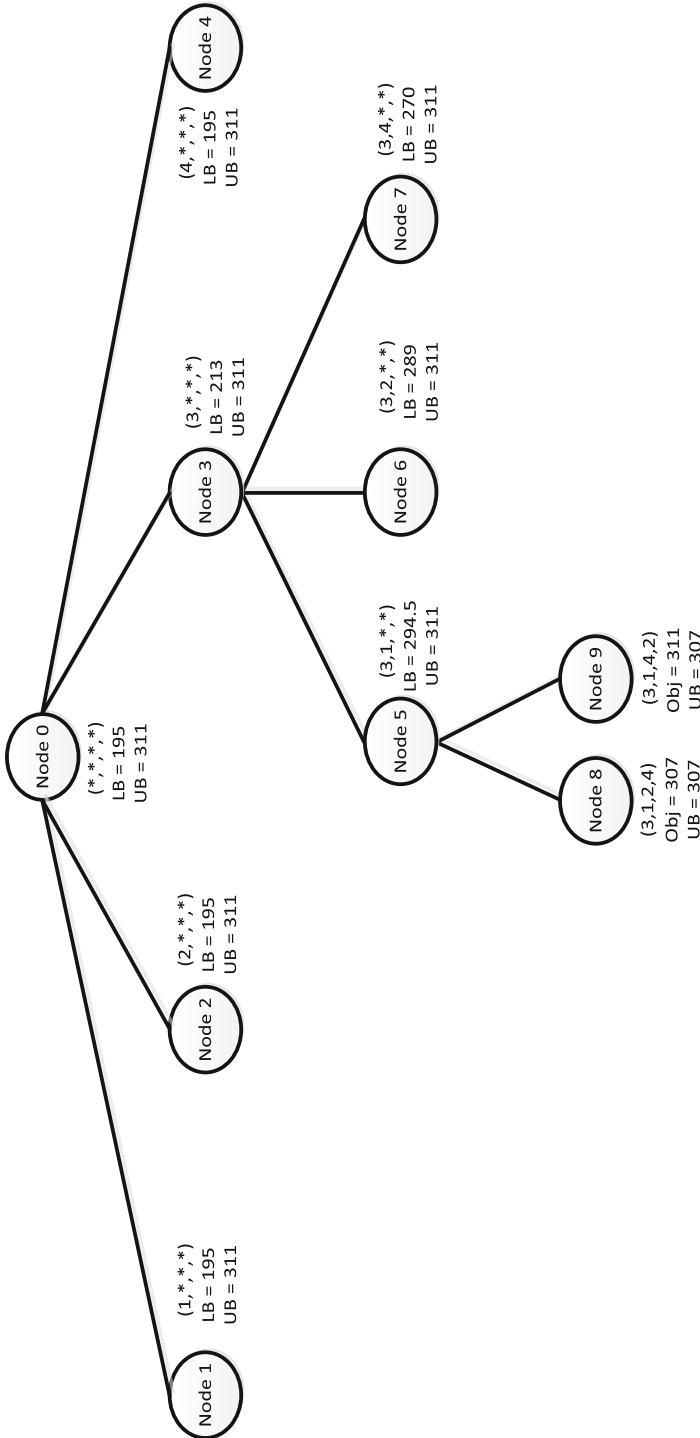 Node 0
(*,*,*,*)
LB = 195
UB = 311
Node 1
(1,*,*,*)
LB = 195
UB = 311
Node 2
(2,*,*,*)
LB = 195
UB = 311
Node 3
(3,*,*,*)
LB = 213
UB = 311
Node 4
(4,*,*,*)
LB = 195
UB = 311
Node 5
(3,1,*,*)
LB = 294.5
UB = 311
Node 6
(3,2,*,*)
LB = 289
UB = 311
Node 7
(3,4,*,*)
LB = 270
UB = 311
Node 8
(3,1,2,4)
Obj = 307
UB = 307
Node 9
(3,1,4,2)
Obj = 311
UB = 307